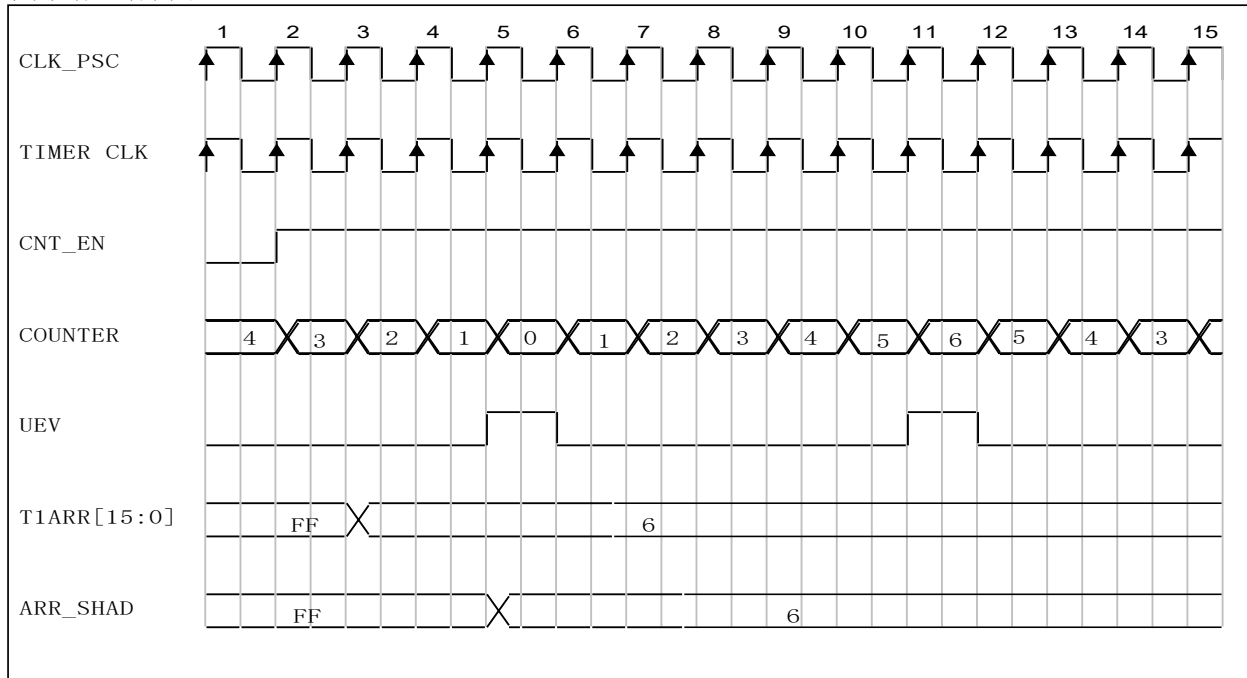 1 2 3 4 5 6 7 8 9 10 11 12 13 14 15
CLK_PSC
TIMER CLK
CNT_EN
COUNTER 4 3 2 1 0 1 2 3 4 5 6 5 4 3
UEV
T1ARR[15:0] FF 6
ARR_SHAD FF 6